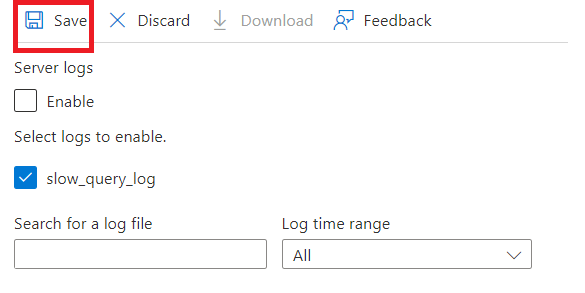 Save Discard Download Feedback
Server logs
Enable
Select logs to enable.
slow_query_log
Search for a log file Log time range
All